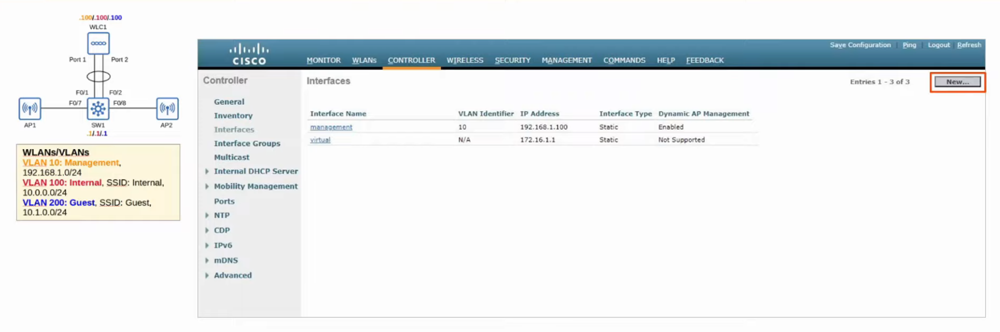 .100/.100/.100
WLC1
Port 1 Port 2
F0/1 F0/2
F0/7 F0/8
AP1 SW1 AP2
.1/.1/.1
WLANs/VLANs
VLAN 10: Management,
192.168.1.0/24
VLAN 100: Internal, SSID: Internal,
10.0.0.0/24
VLAN 200: Guest, SSID: Guest,
10.1.0.0/24
Save Configuration Ping Logout Refresh
CISCO
MONITOR WLANs CONTROLLER WIRELESS SECURITY MANAGEMENT COMMANDS HELP FEEDBACK
Controller
General
Inventory
Interfaces
Interface Groups
Multicast
Internal DHCP Server
Mobility Management
Ports
NTP
CDP
IPv6
mDNS
Advanced
Interfaces
Entries 1 - 3 of 3
New...
Interface Name VLAN Identifier IP Address Interface Type Dynamic AP Management
management 10 192.168.1.100 Static Enabled
virtual N/A 172.16.1.1 Static Not Supported